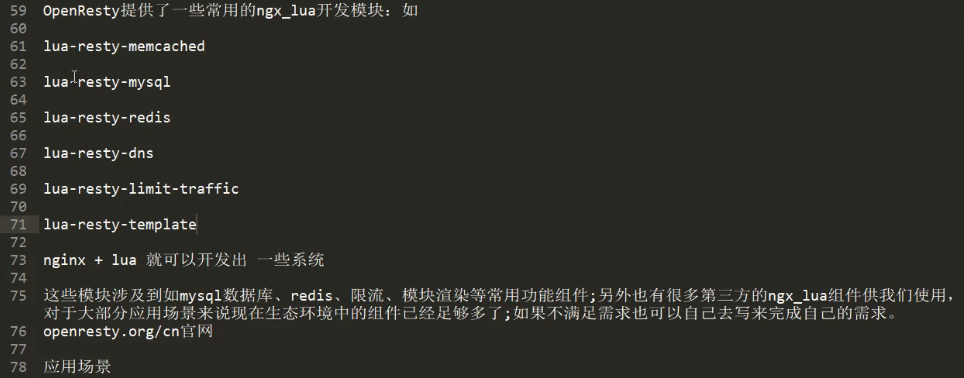 59 OpenResty提供了一些常用的ngx_lua开发模块：如
60
61 lua-resty-memcached
62
63 lua-resty-mysql
64
65 lua-resty-redis
66
67 lua-resty-dns
68
69 lua-resty-limit-traffic
70
71 lua-resty-template
72
73 nginx + lua 就可以开发出 一些系统
74
75 这些模块涉及到如mysql数据库、redis、限流、模块渲染等常用功能组件;另外也有很多第三方的ngx_lua组件供我们使用，
对于大部分应用场景来说现在生态环境中的组件已经足够多了;如果不满足需求也可以自己去写来完成自己的需求。
76 openresty.org/cn官网
77
78 应用场景